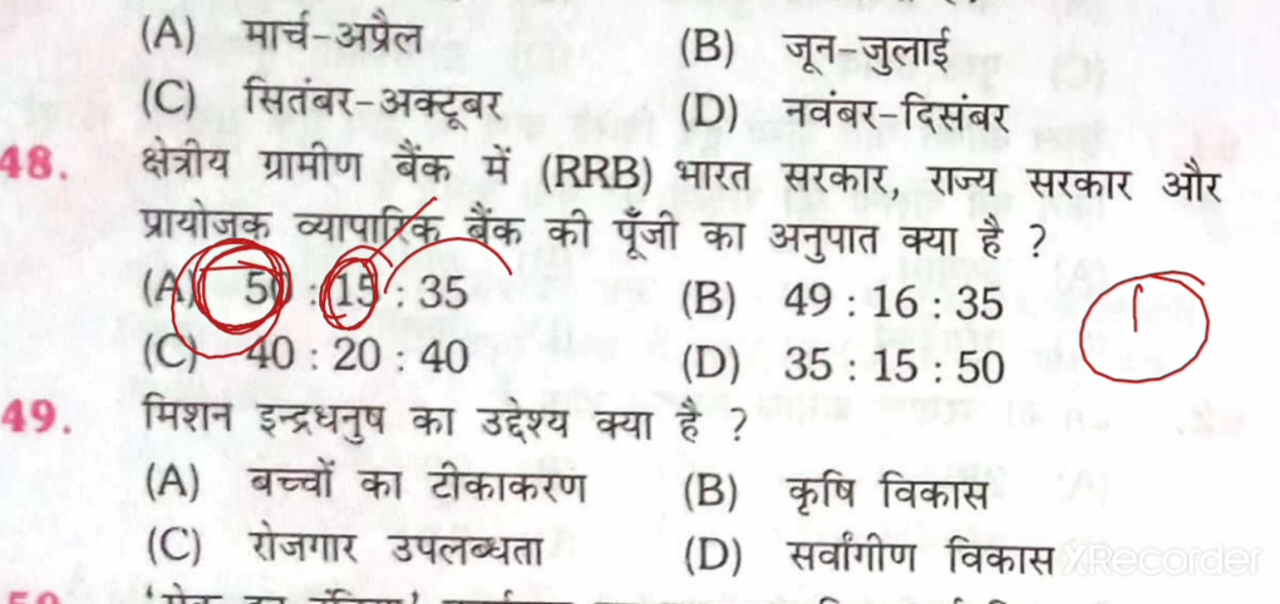 (A) मार्च-अप्रैल (B) जून-जुलाई
(C) सितंबर-अक्टूबर (D) नवंबर-दिसंबर
48. क्षेत्रीय ग्रामीण बैंक में (RRB) भारत सरकार, राज्य सरकार और
प्रायोजक व्यापारिक बैंक की पूँजी का अनुपात क्या है ?
(A) 50 : 15 : 35 (B) 49 : 16 : 35
(C) 40 : 20 : 40 (D) 35 : 15 : 50
49. मिशन इन्द्रधनुष का उद्देश्य क्या है ?
(A) बच्चों का टीकाकरण (B) कृषि विकास
(C) रोजगार उपलब्धता (D) सर्वांगीण विकास
XRecorder